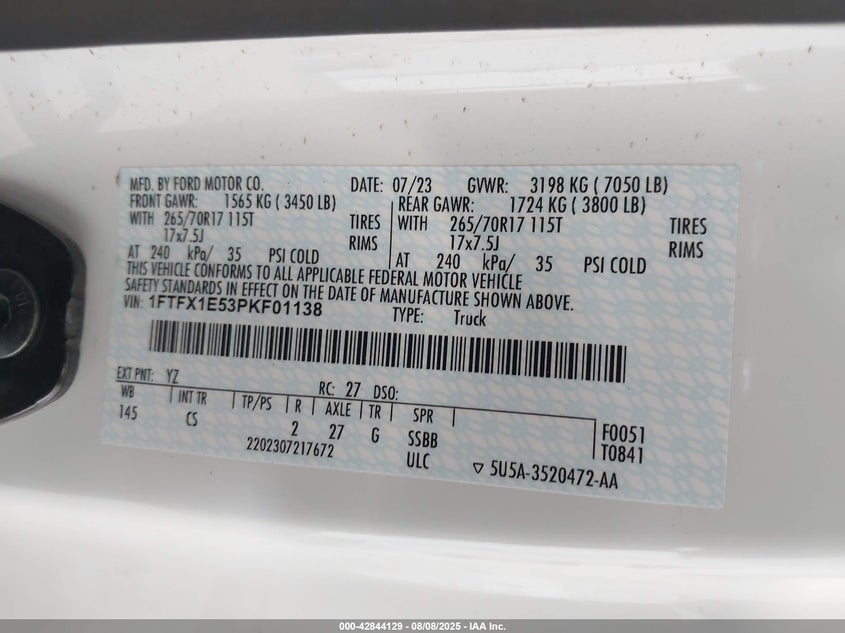 MFD. BY FORD MOTOR CO. DATE: 07/23 GVWR: 3198 KG ( 7050 LB)
FRONT GAWR: 1565 KG ( 3450 LB) REAR GAWR: 1724 KG ( 3800 LB)
WITH 265/70R17 115T TIRES WITH 265/70R17 115T TIRES
17x7.5J RIMS 17x7.5J RIMS
AT 240 kPa/ 35 PSI COLD AT 240 kPa/ 35 PSI COLD
THIS VEHICLE CONFORMS TO ALL APPLICABLE FEDERAL MOTOR VEHICLE
SAFETY STANDARDS IN EFFECT ON THE DATE OF MANUFACTURE SHOWN ABOVE.
VIN: 1FTFX1E53PKF01138 TYPE: Truck
EXT PNT: YZ RC: 27 DSO:
WB INT TR TP/PS R AXLE TR SPR
145 CS 2 27 G SSBB F0051
2202307217672 ULC T0841
5U5A-3520472-AA
000-42844129 - 08/08/2025 - IAA Inc.